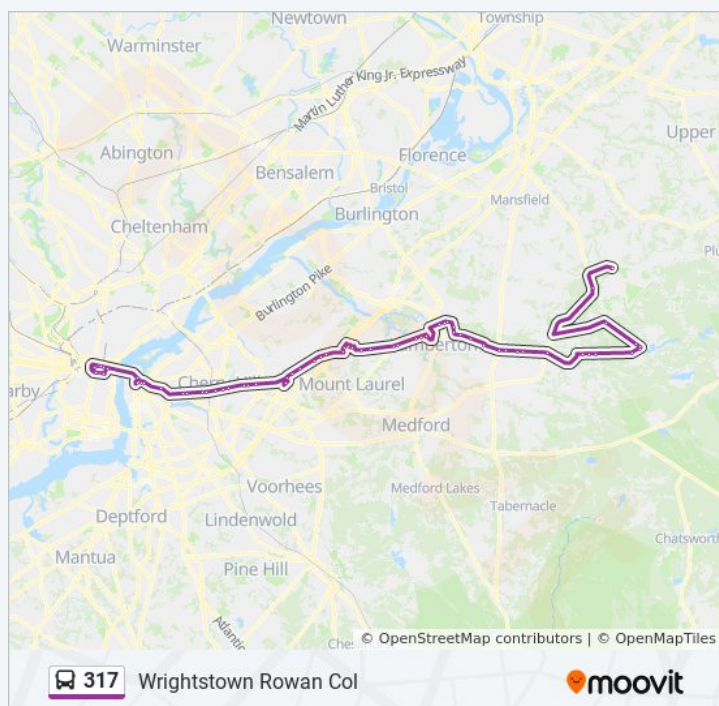 Newtown
Township
Warminster
Martin Luther King Jr. Expressway
Upper
Abington
Florence
Bensalem
Bristol
Mansfield
Burlington
Cheltenham
Burlington Pike
Mount Laurel
Medford
Voorhees
Medford Lakes
Deptford
Lindenwold
Tabernacle
Chatsworth
Mantua
Pine Hill
© OpenStreetMap contributors | © OpenMapTiles
317 Wrightstown Rowan Col
moovit